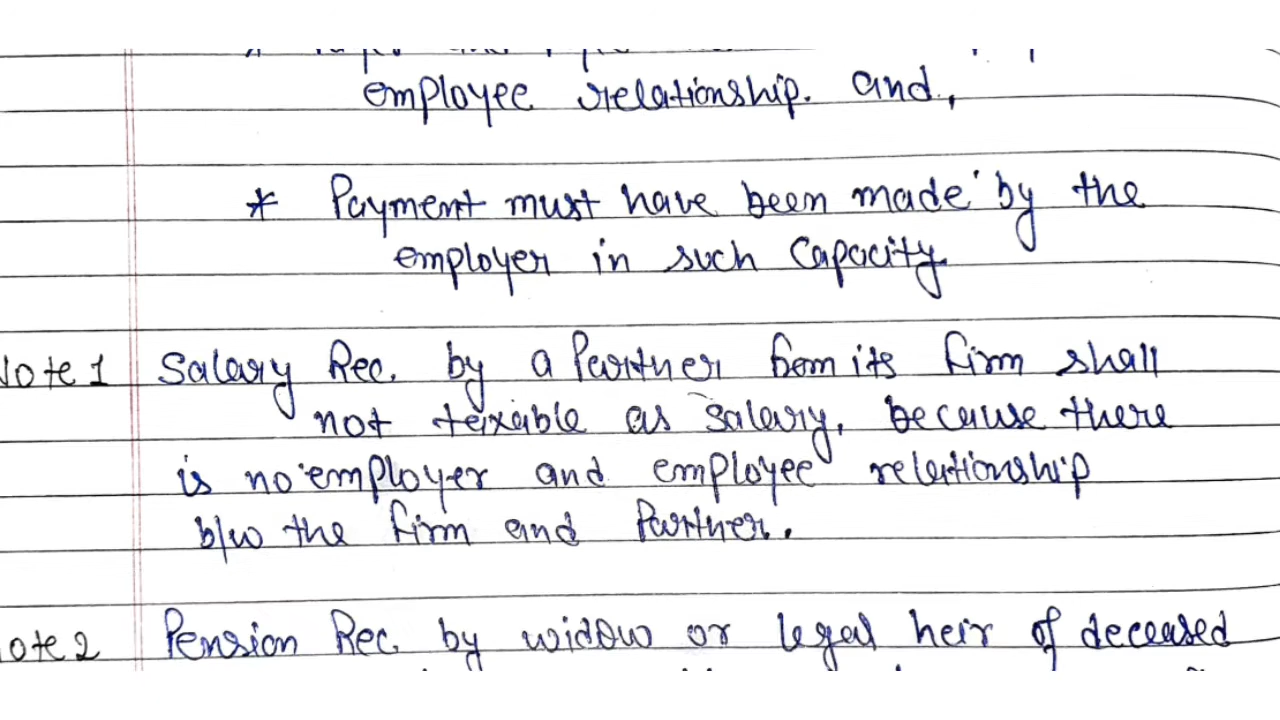 employee relationship. and,
* Payment must have been made by the
employer in such capacity.
Note 1 Salary Rec. by a Partner from its firm shall
not taxable as salary, because there
is no employer and employee relationship
b/w the firm and Partner.
Note 2 Pension Rec. by widow or legal heir of deceased